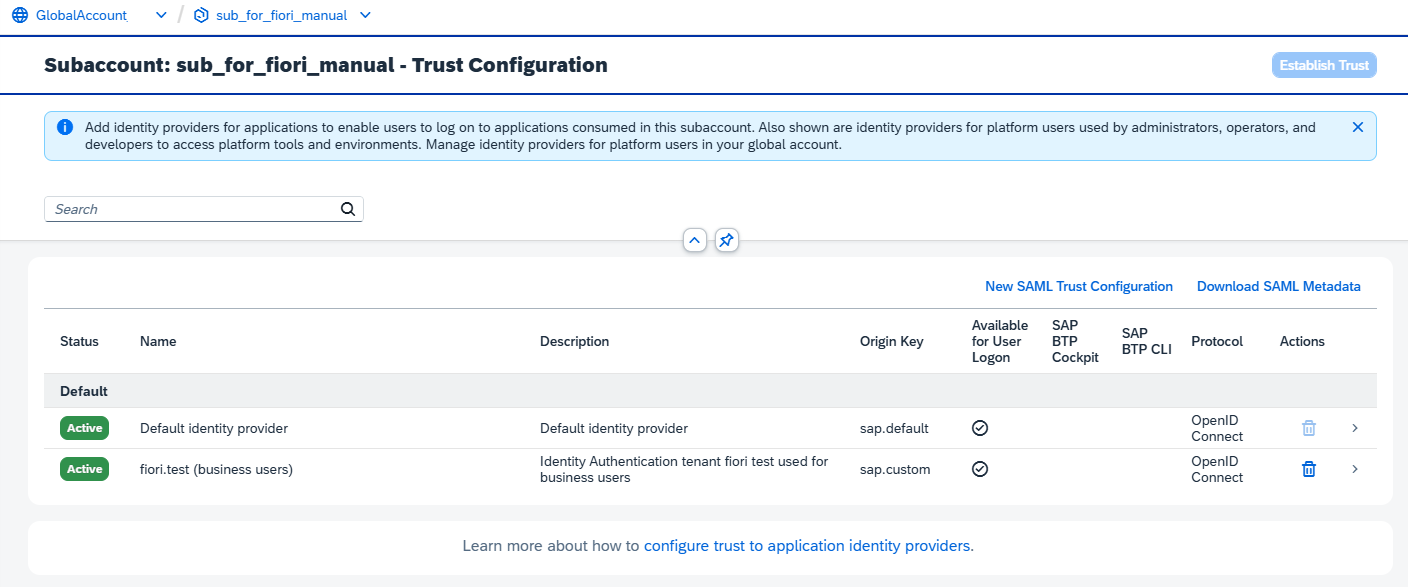 GlobalAccount / sub_for_fiori_manual
Subaccount: sub_for_fiori_manual - Trust Configuration
Establish Trust
Add identity providers for applications to enable users to log on to applications consumed in this subaccount. Also shown are identity providers for platform users used by administrators, operators, and
developers to access platform tools and environments. Manage identity providers for platform users in your global account.
Search
New SAML Trust Configuration
Download SAML Metadata
Status
Name
Description
Origin Key
Available
for User
Logon
SAP
BTP
Cockpit
SAP
BTP CLI
Protocol
Actions
Default
Active
Default identity provider
Default identity provider
sap.default
OpenID
Connect
Active
fiori.test (business users)
Identity Authentication tenant fiori test used for
business users
sap.custom
OpenID
Connect
Learn more about how to configure trust to application identity providers.